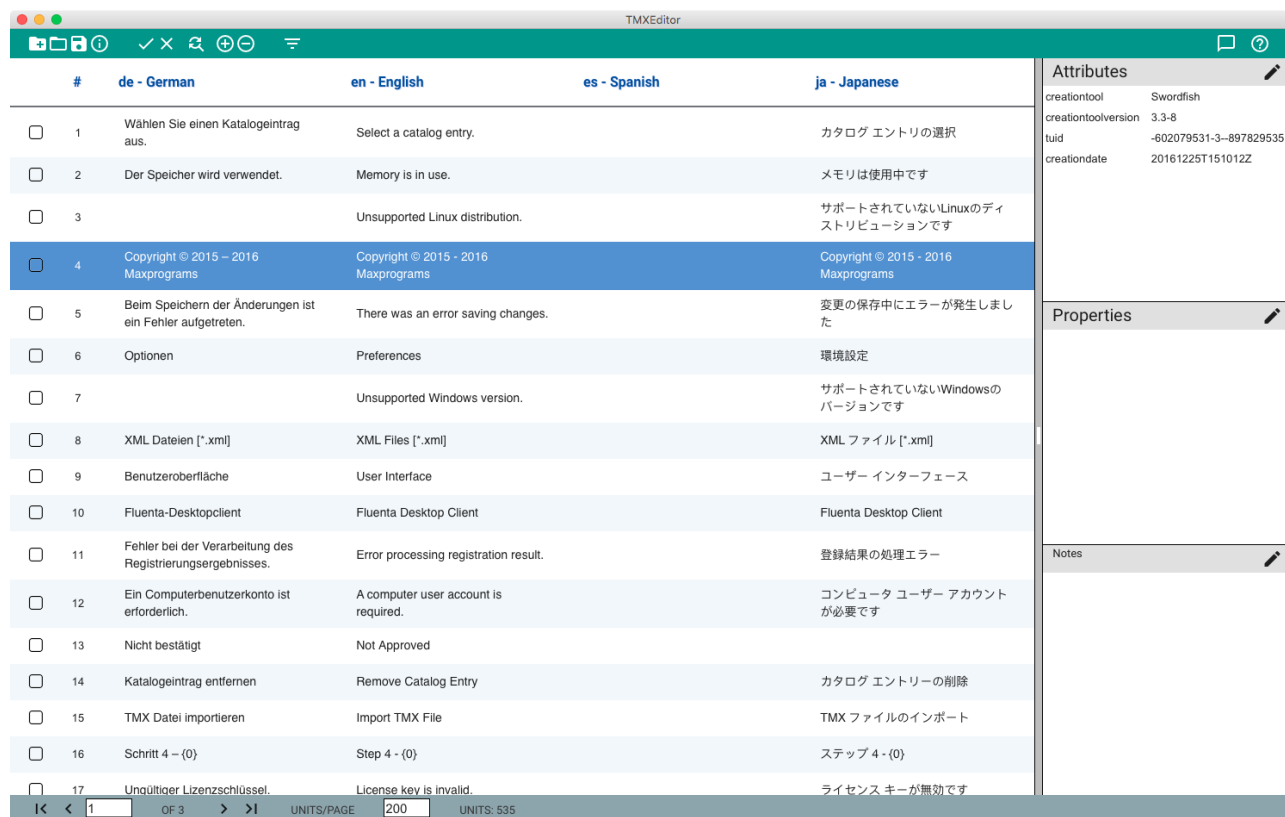 TMXEditor
# de - German en - English es - Spanish ja - Japanese
1 Wählen Sie einen Katalogeintrag aus. Select a catalog entry. カタログ エントリの選択
2 Der Speicher wird verwendet. Memory is in use. メモリは使用中です
3 Unsupported Linux distribution. サポートされていないLinuxのディストリビューションです
4 Copyright © 2015 – 2016 Maxprograms Copyright © 2015 - 2016 Maxprograms Copyright © 2015 - 2016 Maxprograms
5 Beim Speichern der Änderungen ist ein Fehler aufgetreten. There was an error saving changes. 変更の保存中にエラーが発生しました
6 Optionen Preferences 環境設定
7 Unsupported Windows version. サポートされていないWindowsのバージョンです
8 XML Dateien [*.xml] XML Files [*.xml] XML ファイル [*.xml]
9 Benutzeroberfläche User Interface ユーザー インターフェース
10 Fluenta-Desktopclient Fluenta Desktop Client Fluenta Desktop Client
11 Fehler bei der Verarbeitung des Registrierungsergebnisses. Error processing registration result. 登録結果の処理エラー
12 Ein Computerbenutzerkonto ist erforderlich. A computer user account is required. コンピュータ ユーザー アカウントが必要です
13 Nicht bestätigt Not Approved
14 Katalogeintrag entfernen Remove Catalog Entry カタログ エントリーの削除
15 TMX Datei importieren Import TMX File TMX ファイルのインポート
16 Schritt 4 – {0} Step 4 - {0} ステップ 4 - {0}
17 Ungültiger Lizenzschlüssel. License key is invalid. ライセンス キーが無効です
Attributes
creationtool Swordfish
creationtoolversion 3.3-8
tuid -602079531-3--897829535
creationdate 20161225T151012Z
Properties
Notes
1 OF 3 UNITS/PAGE 200 UNITS: 535